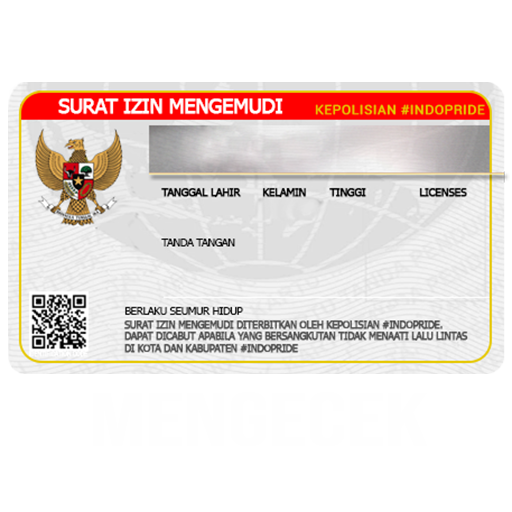 SURAT IZIN MENGEMUDI
KEPOLISIAN #INDOPRIDE
TANGGAL LAHIR KELAMIN TINGGI LICENSES
TANDA TANGAN
BERLAKU SEUMUR HIDUP
SURAT IZIN MENGEMUDI DITERBITKAN OLEH KEPOLISIAN #INDOPRIDE.
DAPAT DICABUT APABILA YANG BERSANGKUTAN TIDAK MENAATI LALU LINTAS
DI KOTA DAN KABUPATEN #INDOPRIDE